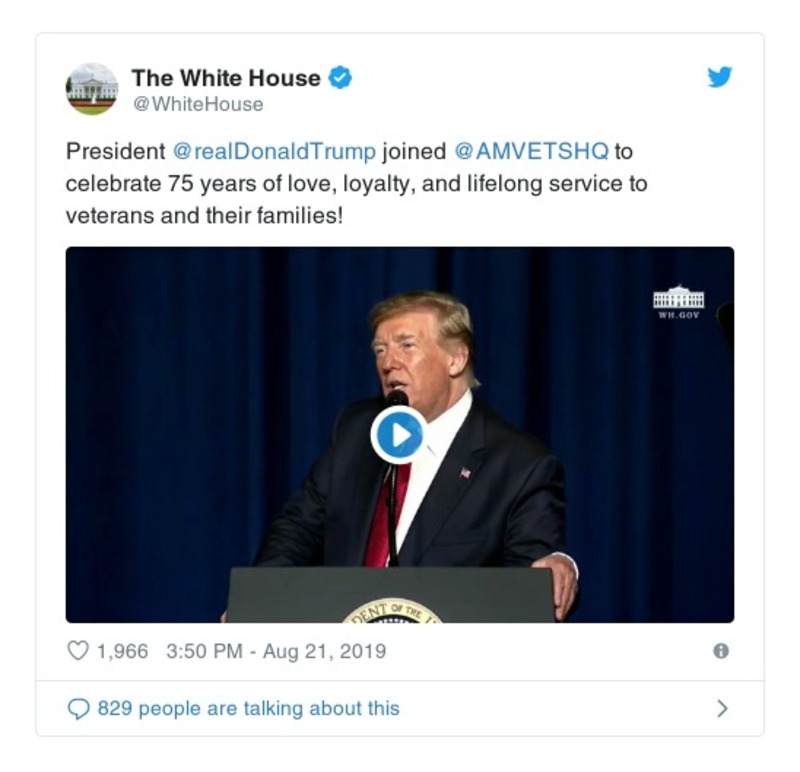 The White House
@WhiteHouse
President @realDonaldTrump joined @AMVETSHQ to
celebrate 75 years of love, loyalty, and lifelong service to
veterans and their families!
WH.GOV
DENT OF THE
1,966 3:50 PM - Aug 21, 2019
829 people are talking about this